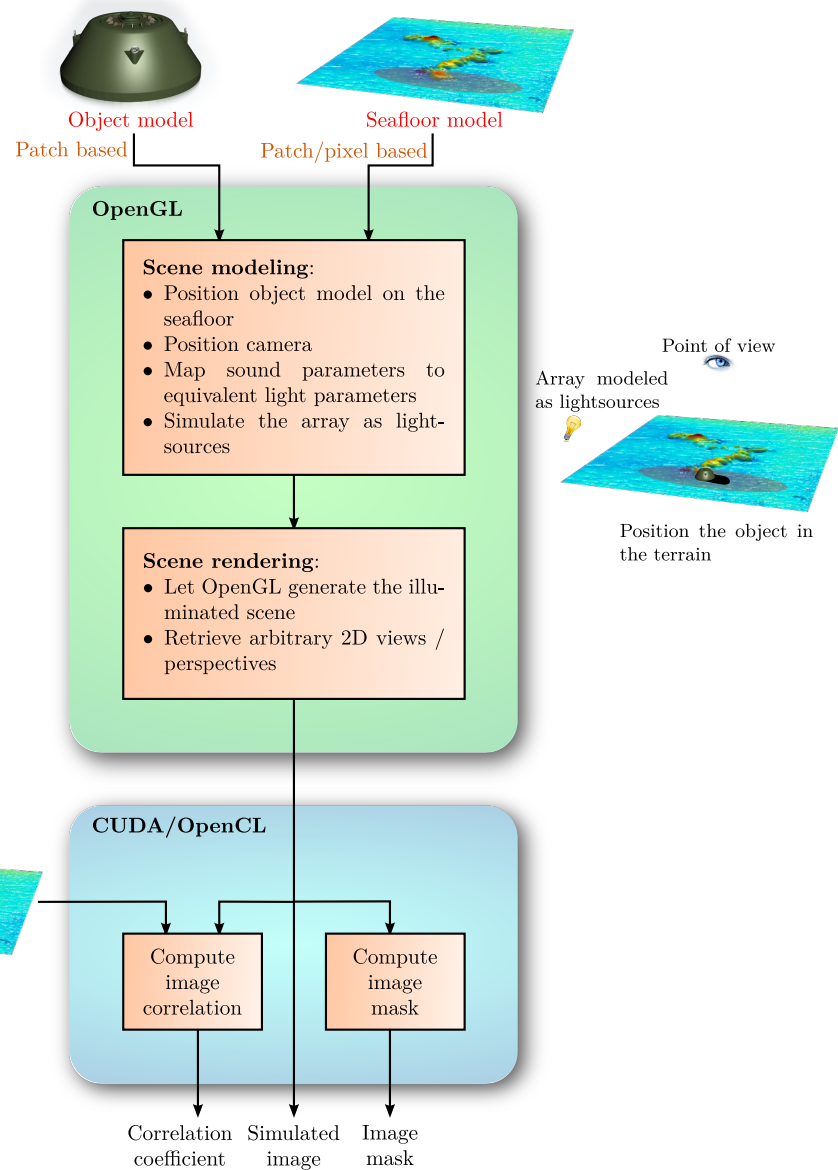 Object model
Seafloor model
Patch based
Patch/pixel based
OpenGL
Scene modeling:
• Position object model on the
seafloor
• Position camera
• Map sound parameters to
equivalent light parameters
• Simulate the array as light-
sources
Point of view
Array modeled
as lightsources
Position the object in
the terrain
Scene rendering:
• Let OpenGL generate the illu-
minated scene
• Retrieve arbitrary 2D views /
perspectives
CUDA/OpenCL
Compute
image
correlation
Compute
image
mask
Correlation
coefficient
Simulated
image
Image
mask